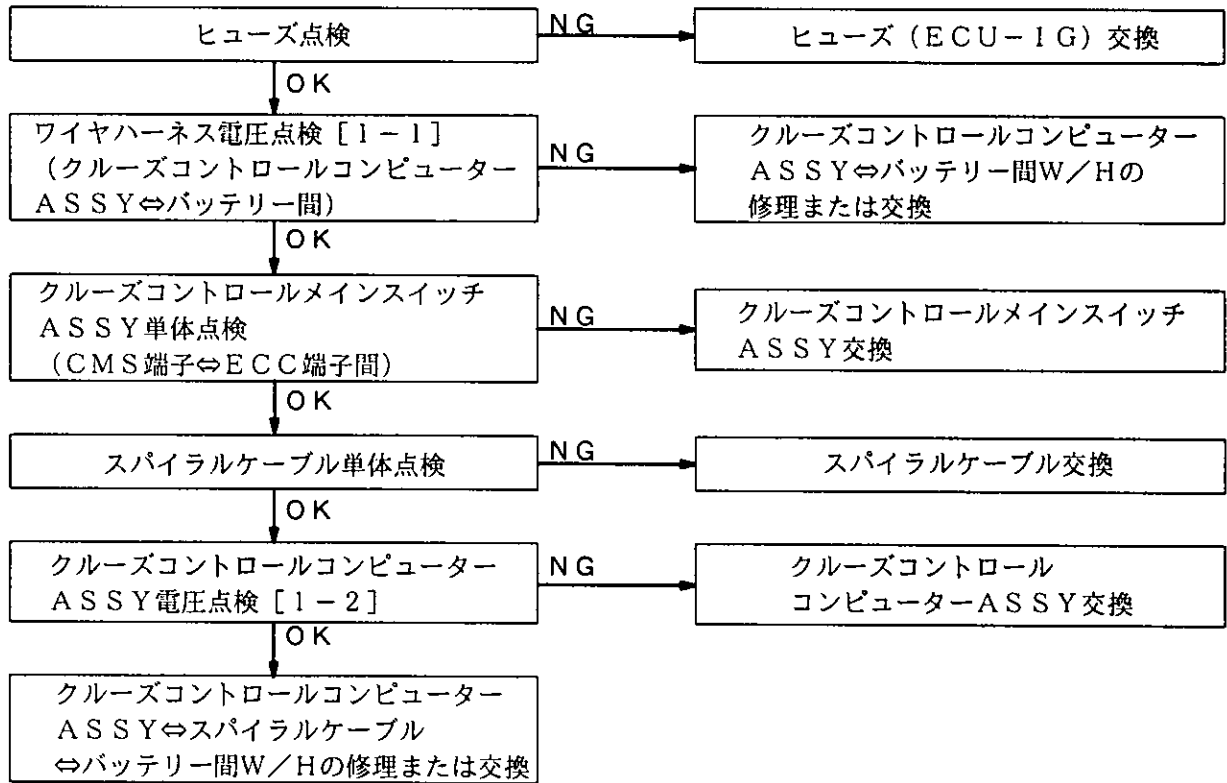 ヒューズ点検
NG
ヒューズ(ECU-IG)交換
OK
ワイヤハーネス電圧点検[1-1]
(クルーズコントロールコンピューター
ASSY⇔バッテリー間)
NG
クルーズコントロールコンピューター
ASSY⇔バッテリー間W/Hの
修理または交換
OK
クルーズコントロールメインスイッチ
ASSY単体点検
(CMS端子⇔ECC端子間)
NG
クルーズコントロールメインスイッチ
ASSY交換
OK
スパイラルケーブル単体点検
NG
スパイラルケーブル交換
OK
クルーズコントロールコンピューター
ASSY電圧点検[1-2]
NG
クルーズコントロール
コンピューターASSY交換
OK
クルーズコントロールコンピューター
ASSY⇔スパイラルケーブル
⇔バッテリー間W/Hの修理または交換